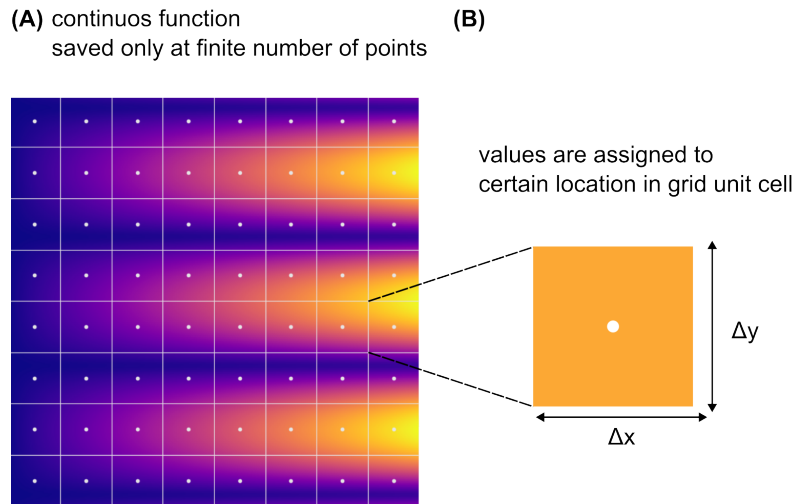 (A) continuos function
saved only at finite number of points
(B)
values are assigned to
certain location in grid unit cell
Δy
Δx